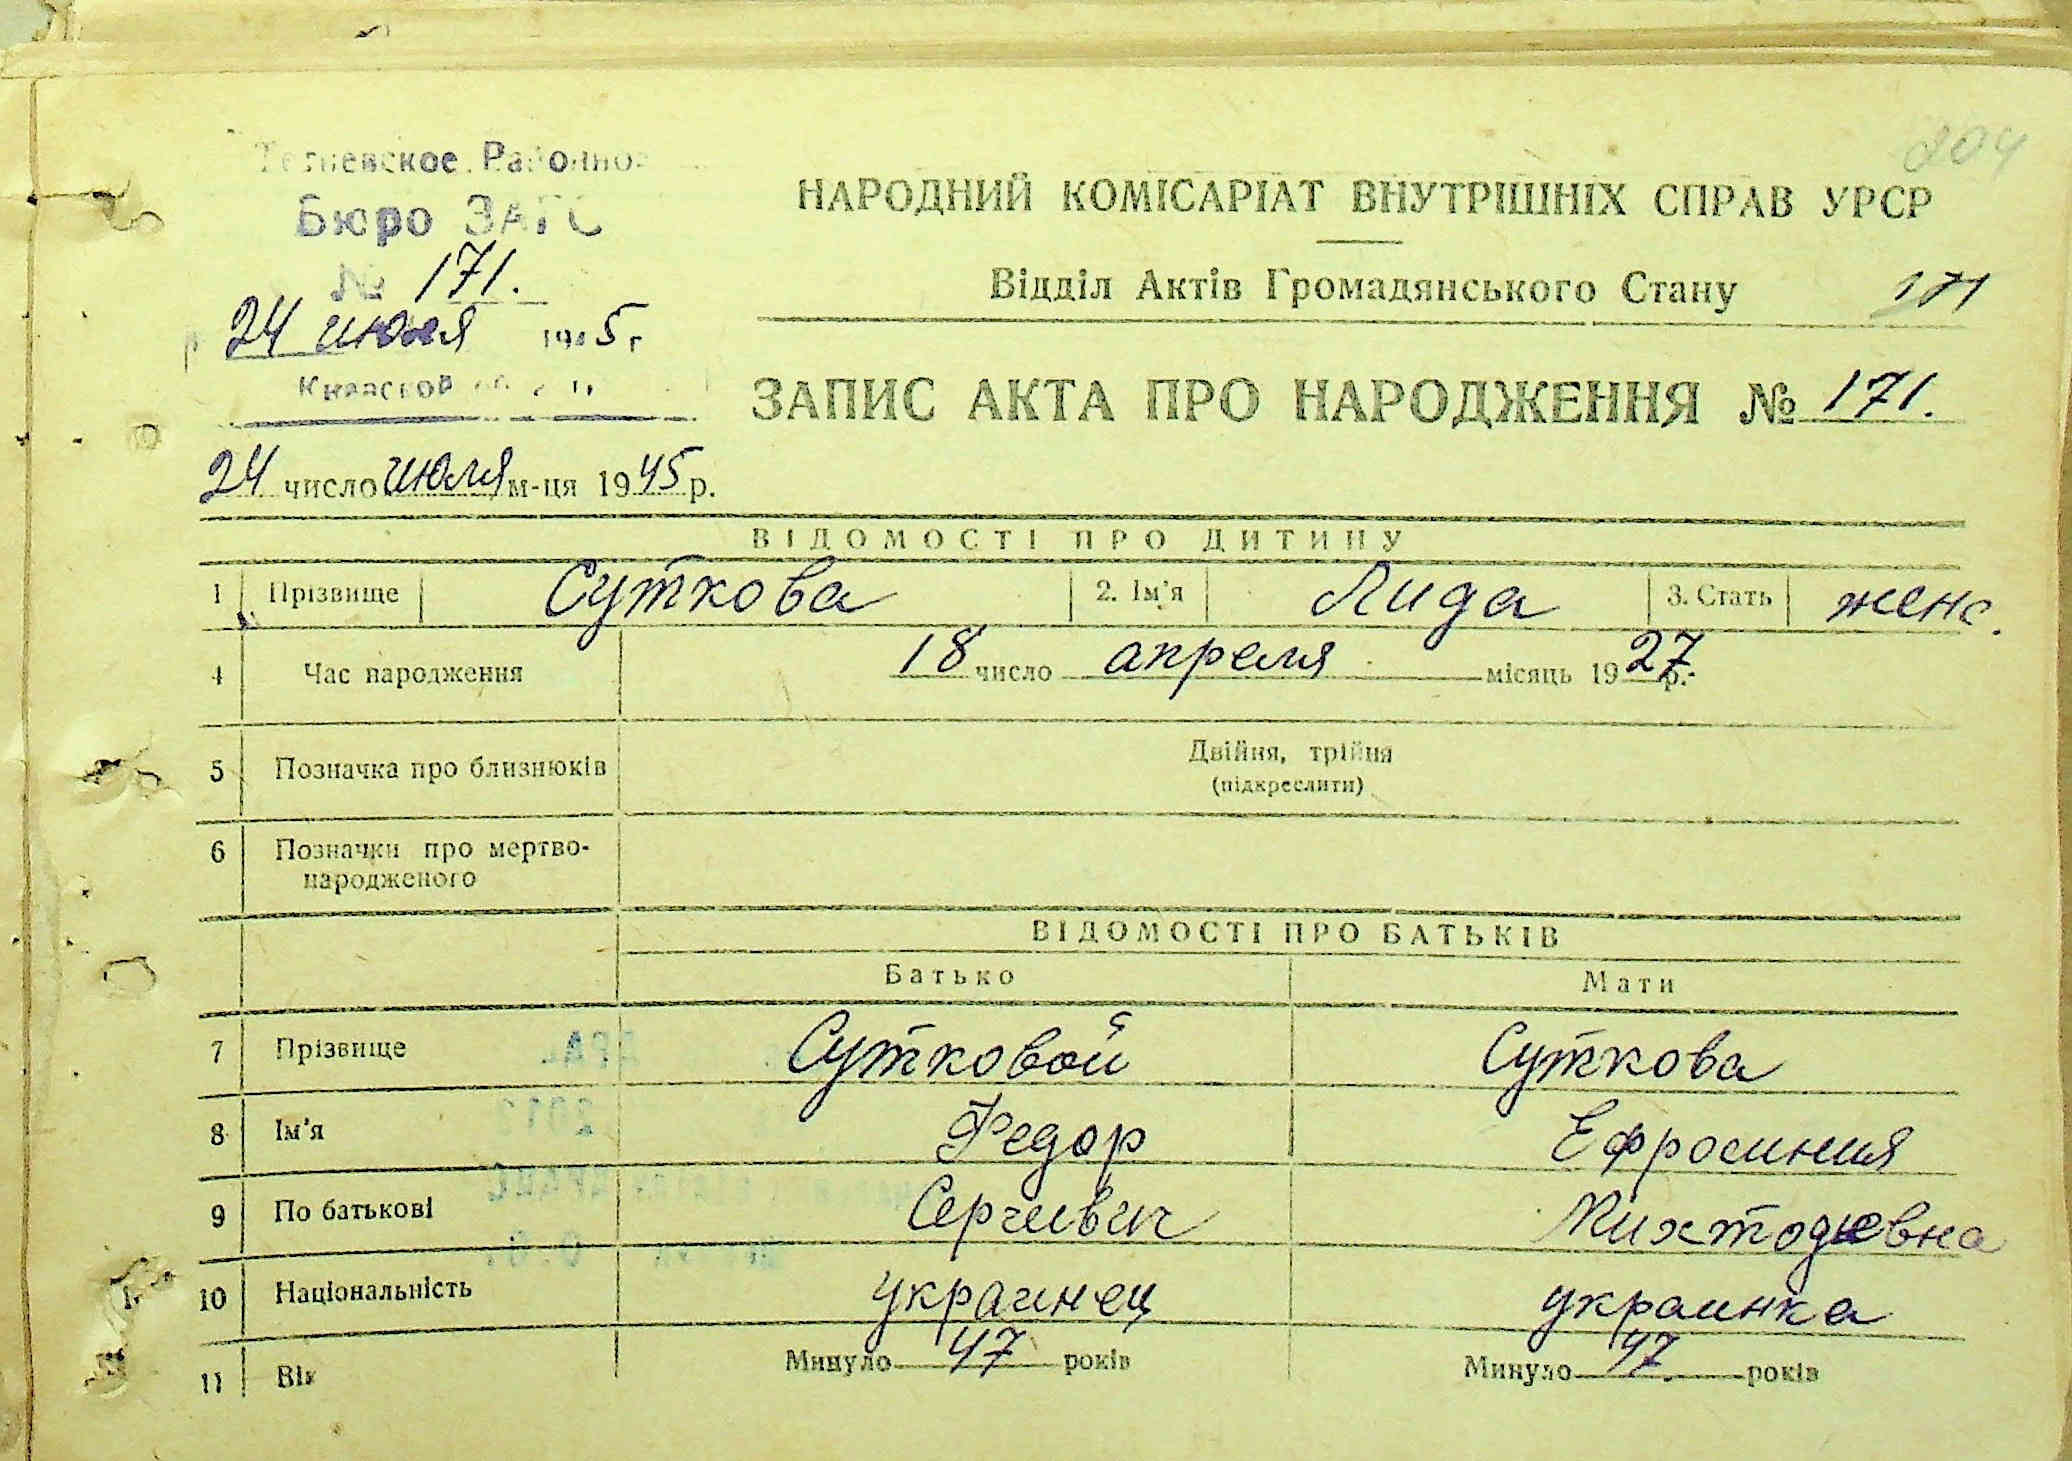 204
Бюро ЗАГС
№ 171.
24 июля 1945 г
Киевской
НАРОДНИЙ КОМІСАРІАТ ВНУТРІШНІХ СПРАВ УРСР
Відділ Актів Громадянського Стану 171
ЗАПИС АКТА ПРО НАРОДЖЕННЯ № 171.
24 число июля м-ця 1945 р.
ВІДОМОСТІ ПРО ДИТИНУ
1 Прізвище Суткова 2. Ім'я Лида 3. Стать женс.
4 Час народження 18 число апреля місяць 1927 р.
5 Позначка про близнюків Двійня, трійня
(підкреслити)
6 Позначки про мертво-
народженого
ВІДОМОСТІ ПРО БАТЬКІВ
Батько Мати
7 Прізвище Сутковой Суткова
8 Ім'я Федор Ефросиния
9 По батькові
10 Національність украинец украинка
11 Вік Минуло 47 років Минуло 47 років